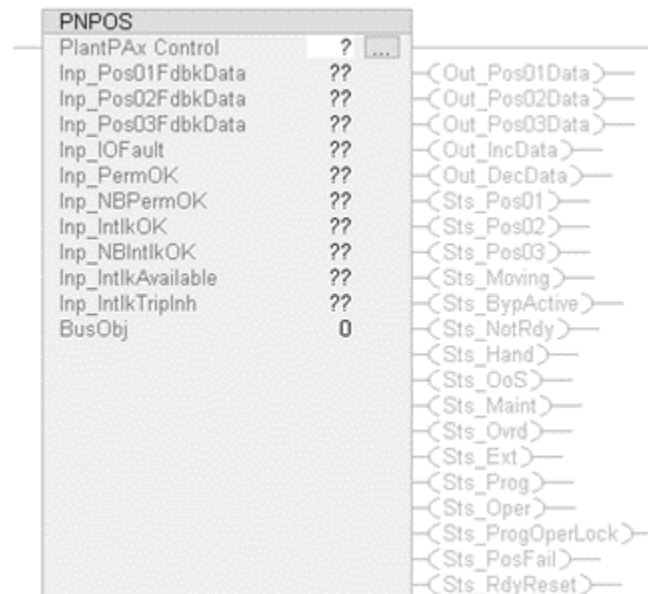 PNPOS
PlantPAx Control ? ...
Inp_Pos01FdbkData ?? Out_Pos01Data
Inp_Pos02FdbkData ?? Out_Pos02Data
Inp_Pos03FdbkData ?? Out_Pos03Data
Inp_IOFault ?? Out_IncData
Inp_PermOK ?? Out_DecData
Inp_NBPermOK ?? Sts_Pos01
Inp_IntlkOK ?? Sts_Pos02
Inp_NBIntlkOK ?? Sts_Pos03
Inp_IntlkAvailable ?? Sts_Moving
Inp_IntlkTripInh ?? Sts_BypActive
BusObj 0 Sts_NotRdy
Sts_Hand
Sts_OoS
Sts_Maint
Sts_Ovrd
Sts_Ext
Sts_Prog
Sts_Oper
Sts_ProgOperLock
Sts_PosFail
Sts_RdyReset